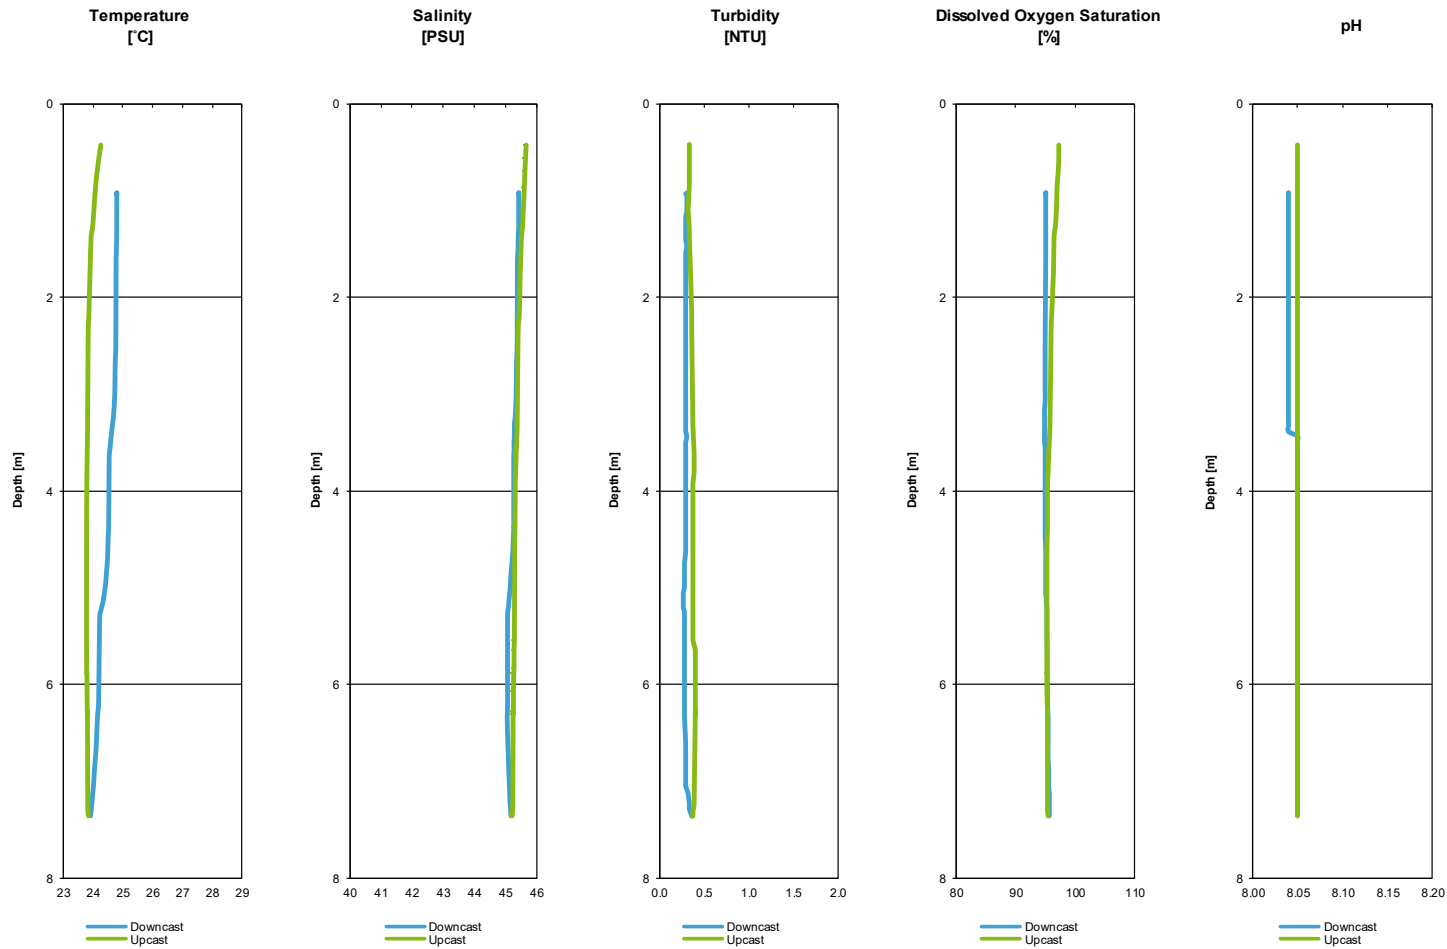 Temperature
[˚C]
Salinity
[PSU]
Turbidity
[NTU]
Dissolved Oxygen Saturation
[%]
pH
0
2
4
6
8
Depth [m]
23 24 25 26 27 28 29
Downcast
Upcast
0
2
4
6
8
Depth [m]
40 41 42 43 44 45 46
Downcast
Upcast
0
2
4
6
8
Depth [m]
0.0 0.5 1.0 1.5 2.0
Downcast
Upcast
0
2
4
6
8
Depth [m]
80 90 100 110
Downcast
Upcast
0
2
4
6
8
Depth [m]
8.00 8.05 8.10 8.15 8.20
Downcast
Upcast